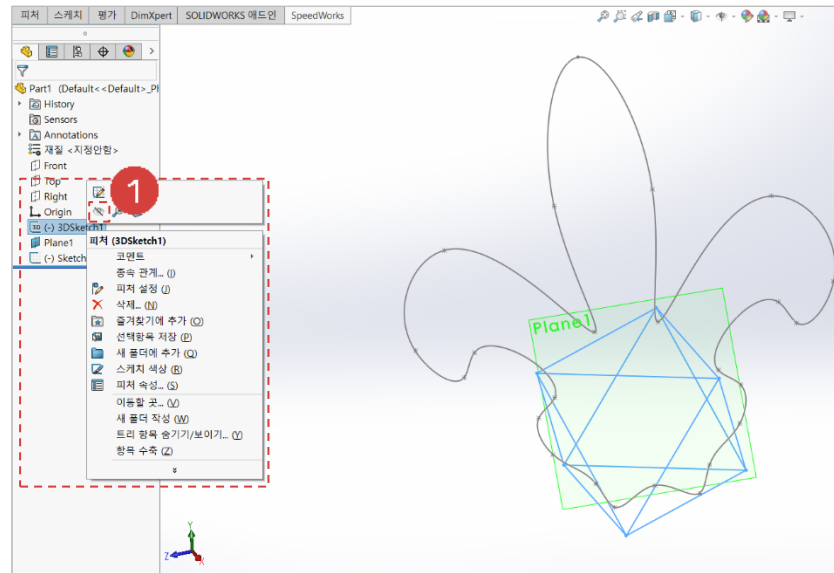 피처 스케치 평가 DimXpert SOLIDWORKS 애드인 SpeedWorks
Part1 (Default<<Default>_Pl
History
Sensors
Annotations
재질 <지정안함>
Front
Top
Right
Origin
3D (-) 3DSketch1
Plane1
(-) Sketch
1
피처 (3DSketch1)
코멘트
종속 관계... (I)
피처 설정 (J)
삭제... (N)
즐겨찾기에 추가 (O)
선택항목 저장 (P)
새 폴더에 추가 (Q)
스케치 색상 (R)
피처 속성... (S)
이동할 곳... (V)
새 폴더 작성 (W)
트리 항목 숨기기/보이기... (Y)
항목 수축 (Z)
Plane1
Y
Z
X